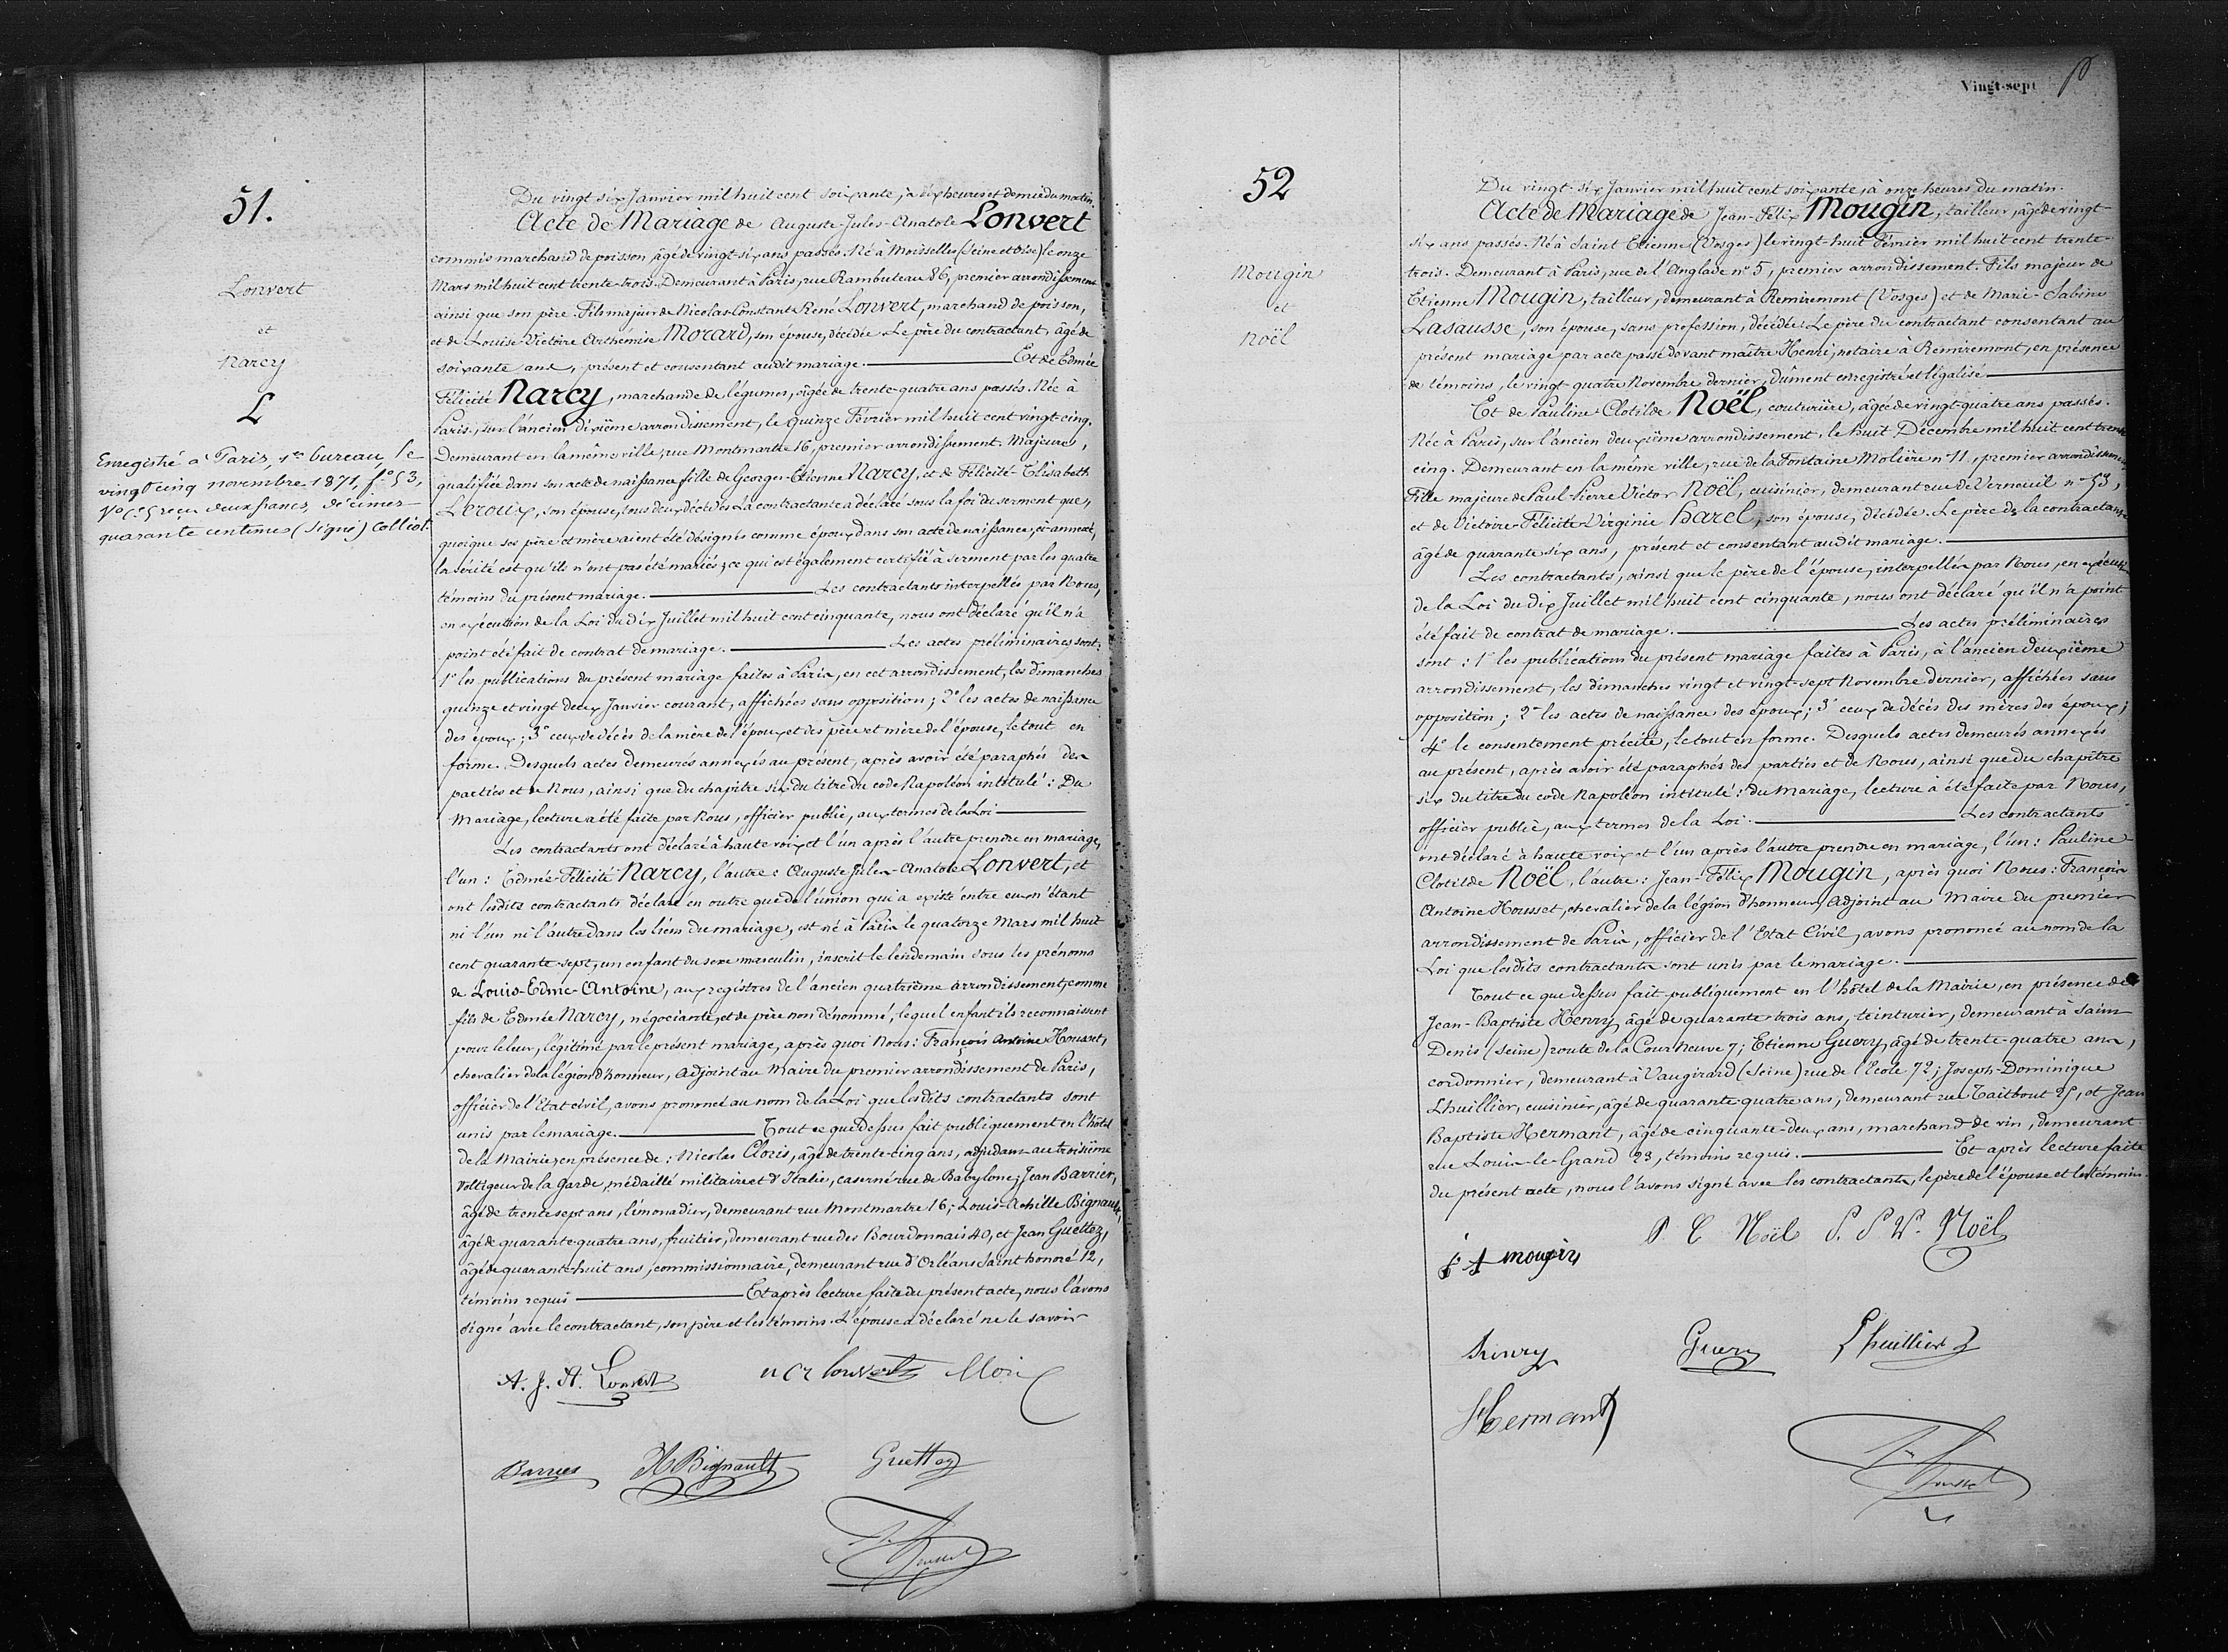 51.
Lonvert
et
Narcy
L
Enregistré à Paris, 1er bureau, le
vingt cinq novembre 1871, f° 53,
V° C. 5 reçu deux francs, décimes
quarante centimes (signé) Colliot
Du vingt six Janvier mil huit cent soixante, à dix heures et demie du matin.
Acte de Mariage de Auguste-Jules-Anatole Lonvert
commis marchand de poisson âgé de vingt-six ans passés. Né à Moisselles (Seine et Oise) le onze
Mars mil huit cent trente-trois. Demeurant à Paris, rue Rambuteau 86, premier arrondissement
ainsi que son père. Fils majeur de Nicolas Constant René Lonvert, marchand de poisson,
et de Louise Victoire Arthémise Morard, son épouse, décédée. Le père du contractant, âgé de
soixante ans, présent et consentant audit mariage. Et de Edmée
Félicité Narcy, marchande de légumes, âgée de trente-quatre ans passés. Née à
Paris, sur l'ancien dixième arrondissement, le quinze Février mil huit cent vingt-cinq.
Demeurant en la même ville, rue Montmartre 16, premier arrondissement. Majeure,
qualifiée dans son acte de naissance fille de Georges-Etienne Narcy, et de Félicité-Elisabeth
Leroux, son épouse, tous deux décédés. La contractante a déclaré sous la foi du serment que,
quoique ses père et mère aient été désignés comme époux dans son acte de naissance, ci-annexé,
la vérité est qu'ils n'ont pas été mariés; ce qui est également certifié à serment par les quatre
témoins du présent mariage. Les contractants interpellés par Nous,
en exécution de la Loi du dix Juillet mil huit cent cinquante, nous ont déclaré qu'il n'a
point été fait de contrat de mariage. Les actes préliminaires sont:
1° les publications du présent mariage faites à Paris, en cet arrondissement, les dimanches
quinze et vingt deux Janvier courant, affichées sans opposition; 2° les actes de naissance
des époux; 3° ceux de décès de la mère de l'époux et des père et mère de l'épouse, le tout en
forme. Desquels actes demeurés annexés au présent, après avoir été paraphés des
parties et de Nous, ainsi que du chapitre six du titre du code Napoléon intitulé: Du
Mariage, lecture a été faite par Nous, officier public, aux termes de la Loi
Les contractants ont déclaré à haute voix et l'un après l'autre prendre en mariage,
l'un: Edmée-Félicité Narcy, l'autre: Auguste Jules-Anatole Lonvert, et
ont lesdits contractants déclaré en outre que de l'union qui a existé entre eux n'étant
ni l'un ni l'autre dans les liens du mariage, est né à Paris le quatorze Mars mil huit
cent quarante-sept, un enfant du sexe masculin, inscrit le lendemain sous les prénoms
de Louis-Edme-Antoine, aux registres de l'ancien quatrième arrondissement, comme
fils de Edmée Narcy, négociante, et de père non dénommé, lequel enfant ils reconnaissent
pour le leur, légitimé par le présent mariage, après quoi Nous: François Antoine Housset,
chevalier de la légion d'honneur, Adjoint au Maire du premier arrondissement de Paris,
officier de l'Etat civil, avons prononcé au nom de la Loi que lesdits contractants sont
unis par le mariage. Tout ce que dessus fait publiquement en l'hôtel
de la Mairie, en présence de: Nicolas Cloris, âgé de trente-cinq ans, adjudant au troisième
voltigeur de la garde, médaillé militaire et d'Italie, caserné rue de Babylone; Jean Barrier,
âgé de trente sept ans, limonadier, demeurant rue Montmartre 16; Louis-Achille Bignault,
âgé de quarante quatre ans, fruitier, demeurant rue des Bourdonnais 40, et Jean Guettez,
âgé de quarante huit ans, commissionnaire, demeurant rue d'Orléans Saint honoré 12,
témoins requis Et après lecture faite du présent acte, nous l'avons
signé avec le contractant, son père et les témoins. L'épouse a déclaré ne le savoir
A. J. A. Lonvert
n cr lonvert
Barrier
A Bignault
Guettez
Housset
Vingt-sept
52
Mougin
et
Noël
Du vingt-six Janvier mil huit cent soixante, à onze heures du matin.
Acte de Mariage de Jean-Félix Mougin, tailleur, âgé de vingt
six ans passés. Né à Saint Etienne (Vosges) le vingt-huit Février mil huit cent trente-
trois. Demeurant à Paris, rue de l'Anglade n° 5, premier arrondissement. Fils majeur de
Etienne Mougin, tailleur, demeurant à Remiremont (Vosges) et de Marie-Sabine
Lasausse, son épouse, sans profession, décédée. Le père du contractant consentant au
présent mariage par acte passé devant maître Henri, notaire à Remiremont, en présence
de témoins, le vingt quatre Novembre dernier, dûment enregistré et légalisé
Et de Pauline Clotilde Noël, couturière, âgée de vingt-quatre ans passés.
Née à Paris, sur l'ancien deuxième arrondissement, le huit Décembre mil huit cent trente
cinq. Demeurant en la même ville, rue de la Fontaine Molière n° 11, premier arrondissement
Fille majeure de Paul Pierre Victor Noël, cuisinier, demeurant rue de Verneuil n° 53,
et de Victoire-Félicité Virginie Harel, son épouse, décédée. Le père de la contractante
âgé de quarante six ans, présent et consentant audit mariage.
Les contractants, ainsi que le père de l'épouse, interpellés par Nous, en exécution
de la Loi du dix Juillet mil huit cent cinquante, nous ont déclaré qu'il n'a point
été fait de contrat de mariage. Les actes préliminaires
sont: 1° les publications du présent mariage faites à Paris, à l'ancien deuxième
arrondissement, les dimanches vingt et vingt-sept Novembre dernier, affichées sans
opposition; 2° les actes de naissance des époux; 3° ceux de décès des mères des époux;
4° le consentement précité, le tout en forme. Desquels actes demeurés annexés
au présent, après avoir été paraphés des parties et de Nous, ainsi que du chapitre
six du titre du code Napoléon intitulé: du Mariage, lecture a été faite par Nous,
officier public, aux termes de la Loi. Les contractants
ont déclaré à haute voix et l'un après l'autre prendre en mariage, l'un: Pauline
Clotilde Noël, l'autre: Jean-Félix Mougin, après quoi Nous: François
Antoine Housset, chevalier de la légion d'honneur, Adjoint au Maire du premier
arrondissement de Paris, officier de l'Etat Civil, avons prononcé au nom de la
Loi que lesdits contractants sont unis par le mariage.
Tout ce que dessus fait publiquement en l'hôtel de la Mairie, en présence de
Jean-Baptiste Henry, âgé de quarante trois ans, teinturier, demeurant à Saint
Denis (Seine) route de la Cour Neuve 7; Etienne Guery, âgé de trente-quatre ans,
cordonnier, demeurant à Vaugirard (Seine) rue de l'Ecole 72; Joseph-Dominique
Lhuillier, cuisinier, âgé de quarante-quatre ans, demeurant rue Taitbout 25, et Jean
Baptiste Hermant, âgé de cinquante-deux ans, marchand de vin, demeurant
rue Louis-le-Grand 23, témoins requis. Et après lecture faite
du présent acte, nous l'avons signé avec les contractants, le père de l'épouse et les témoins.
mougin
P C Noël P. P V. Noël
henry
Guery
Lhuillier
Hermant
Housset